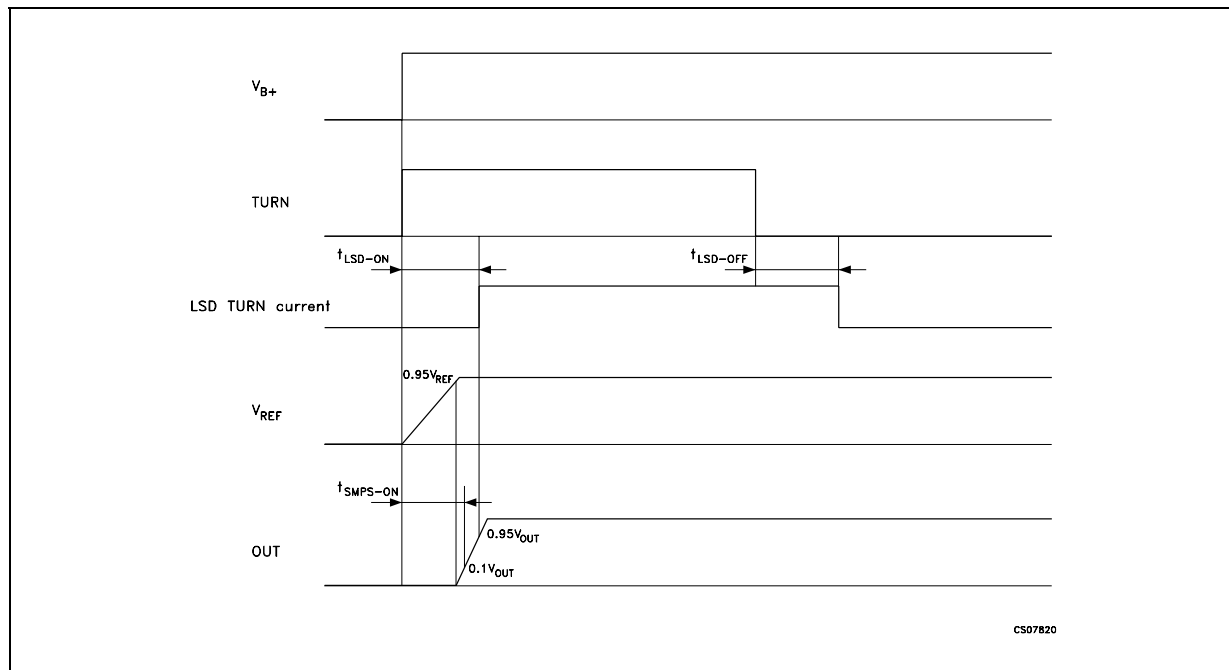 V_B+
TURN
t_LSD-ON
t_LSD-OFF
LSD TURN current
0.95V_REF
V_REF
t_SMPS-ON
0.95V_OUT
OUT
0.1V_OUT
CS07820